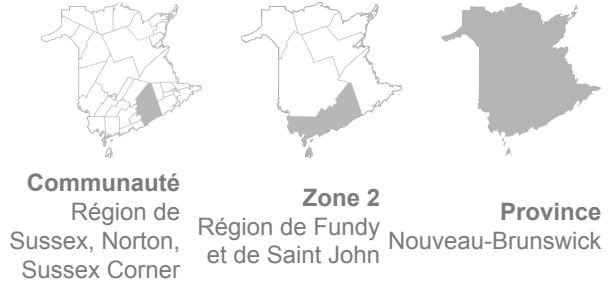 Communauté
Région de
Sussex, Norton,
Sussex Corner
Zone 2
Région de Fundy
et de Saint John
Province
Nouveau-Brunswick